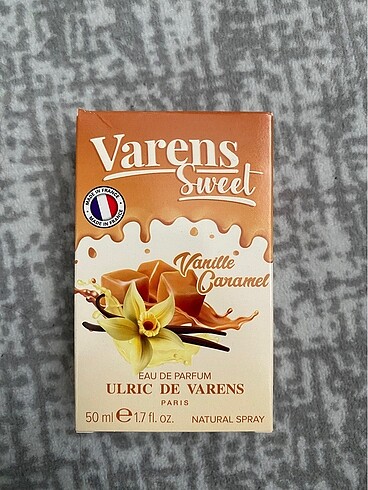 Varens
Sweet
MADE IN FRANCE
MADE IN FRANCE
Vanille
Caramel
EAU DE PARFUM
ULRIC DE VARENS
PARIS
50 ml ℮ 1.7 fl. oz. NATURAL SPRAY